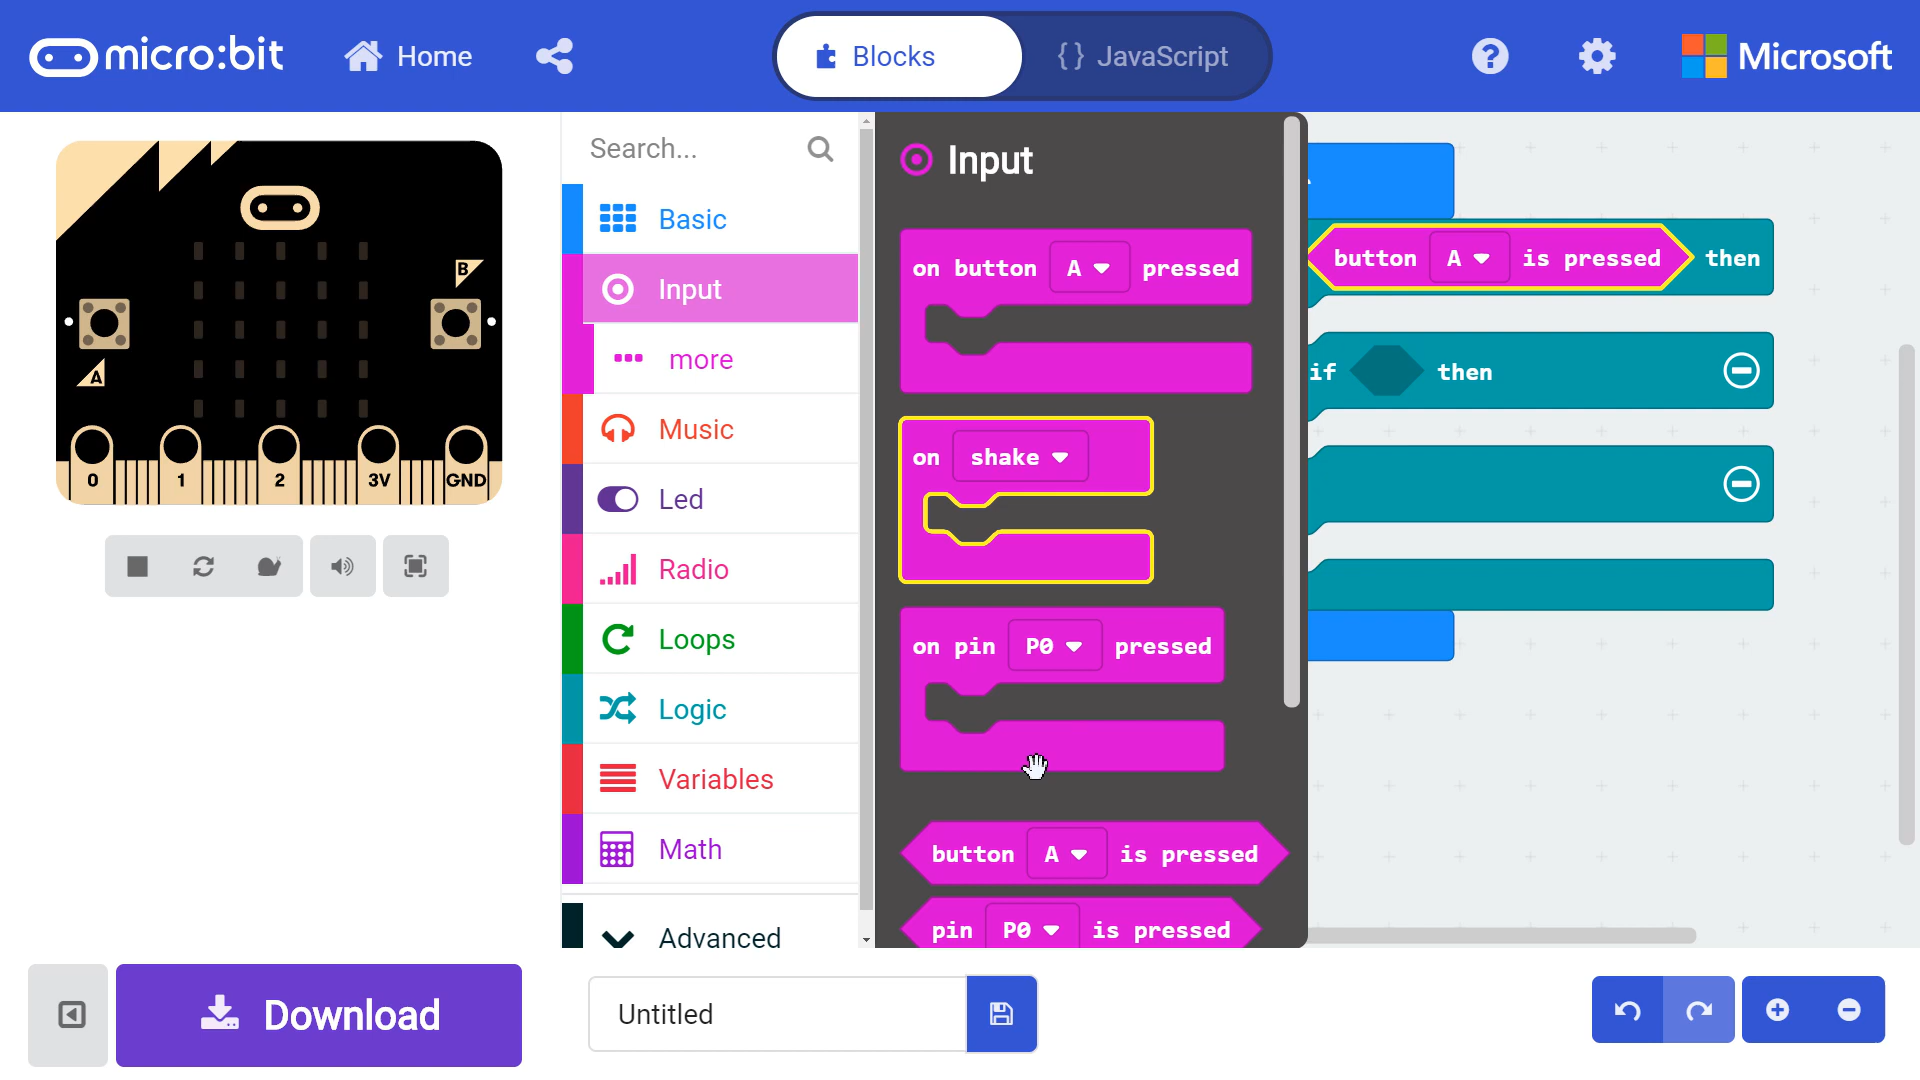 micro:bit
Home
Blocks
{ } JavaScript
Microsoft
Search...
Basic
Input
more
Music
Led
Radio
Loops
Logic
Variables
Math
Advanced
Input
on button A pressed
on shake
on pin P0 pressed
button A is pressed
pin P0 is pressed
button A is pressed then
if then
B
A
0 1 2 3V GND
Download
Untitled